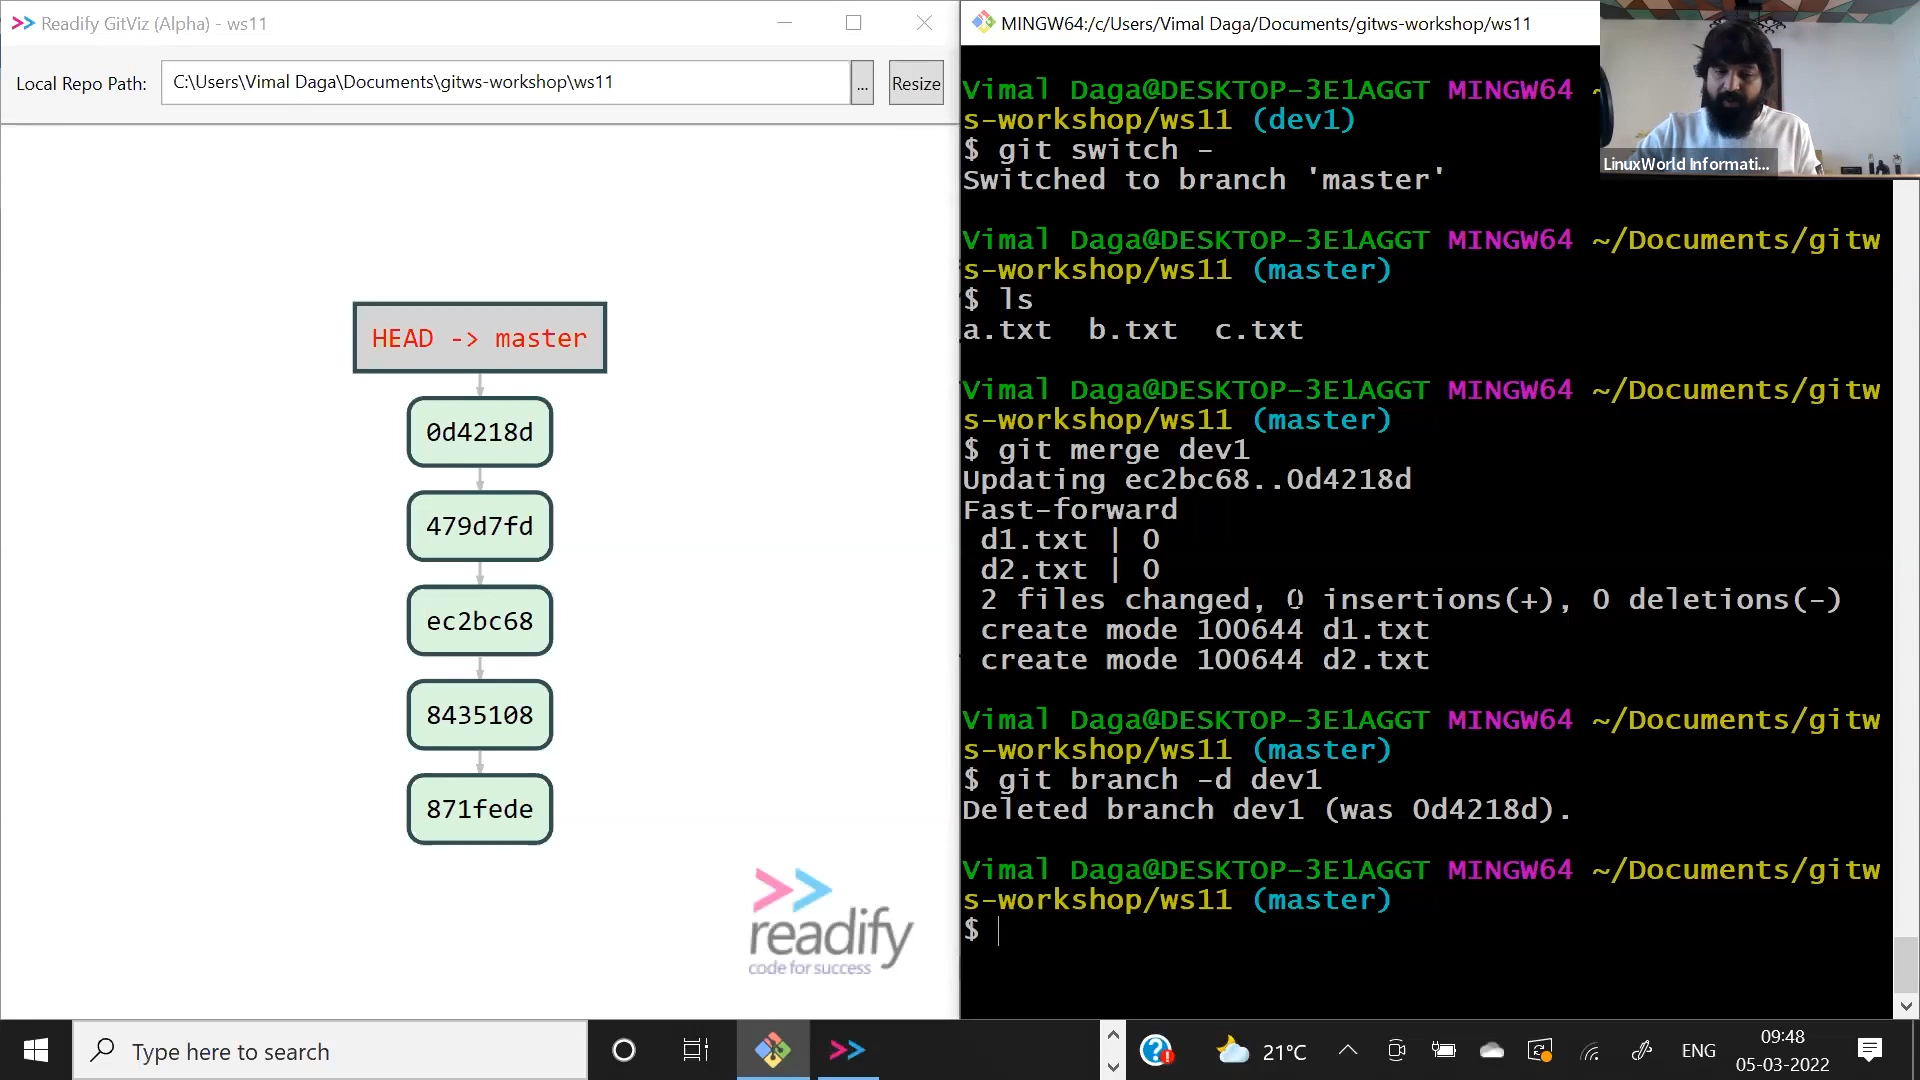 Readify GitViz (Alpha) - ws11
Local Repo Path:
C:\Users\Vimal Daga\Documents\gitws-workshop\ws11
...
Resize
HEAD -> master
0d4218d
479d7fd
ec2bc68
8435108
871fede
readify
code for success
MINGW64:/c/Users/Vimal Daga/Documents/gitws-workshop/ws11
Vimal Daga@DESKTOP-3E1AGGT MINGW64 ~
s-workshop/ws11 (dev1)
$ git switch -
Switched to branch 'master'
Vimal Daga@DESKTOP-3E1AGGT MINGW64 ~/Documents/gitw
s-workshop/ws11 (master)
$ ls
a.txt  b.txt  c.txt
Vimal Daga@DESKTOP-3E1AGGT MINGW64 ~/Documents/gitw
s-workshop/ws11 (master)
$ git merge dev1
Updating ec2bc68..0d4218d
Fast-forward
d1.txt | 0
d2.txt | 0
2 files changed, 0 insertions(+), 0 deletions(-)
create mode 100644 d1.txt
create mode 100644 d2.txt
Vimal Daga@DESKTOP-3E1AGGT MINGW64 ~/Documents/gitw
s-workshop/ws11 (master)
$ git branch -d dev1
Deleted branch dev1 (was 0d4218d).
Vimal Daga@DESKTOP-3E1AGGT MINGW64 ~/Documents/gitw
s-workshop/ws11 (master)
$
LinuxWorld Informati...
Type here to search
21°C
ENG
09:48
05-03-2022